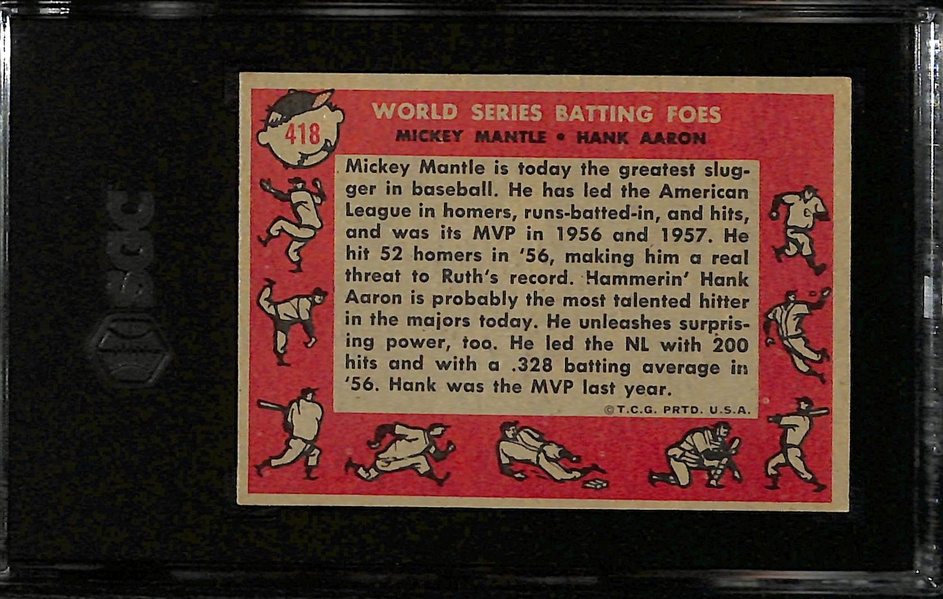 418
WORLD SERIES BATTING FOES
MICKEY MANTLE • HANK AARON
Mickey Mantle is today the greatest slug-
ger in baseball. He has led the American
League in homers, runs-batted-in, and hits,
and was its MVP in 1956 and 1957. He
hit 52 homers in '56, making him a real
threat to Ruth's record. Hammerin' Hank
Aaron is probably the most talented hitter
in the majors today. He unleashes surpris-
ing power, too. He led the NL with 200
hits and with a .328 batting average in
'56. Hank was the MVP last year.
© T.C.G. PRTD. U.S.A.
SGC